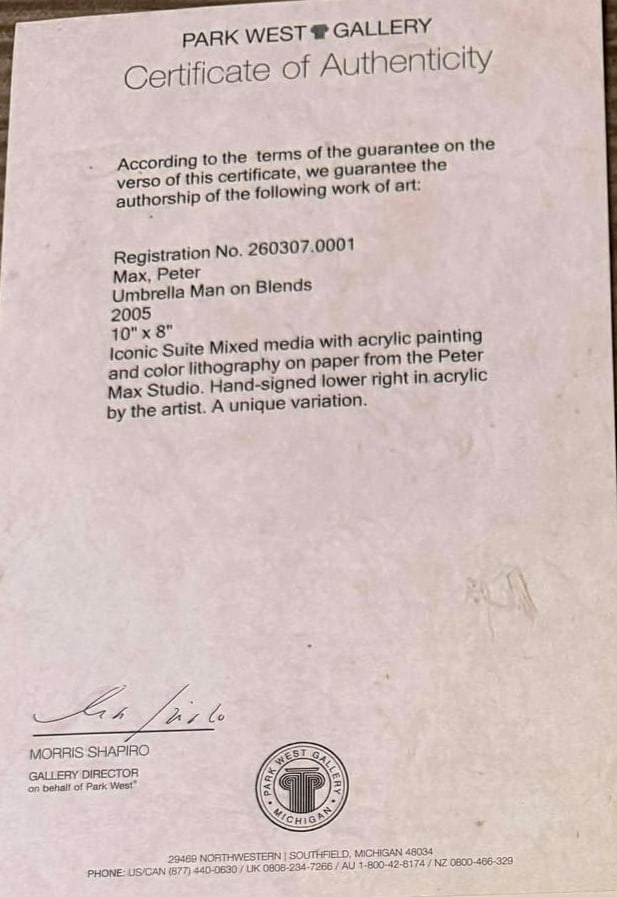 PARK WEST GALLERY
Certificate of Authenticity
According to the terms of the guarantee on the
verso of this certificate, we guarantee the
authorship of the following work of art:
Registration No. 260307.0001
Max, Peter
Umbrella Man on Blends
2005
10" x 8"
Iconic Suite Mixed media with acrylic painting
and color lithography on paper from the Peter
Max Studio. Hand-signed lower right in acrylic
by the artist. A unique variation.
MORRIS SHAPIRO
GALLERY DIRECTOR
on behalf of Park West®
PARK WEST GALLERY
• MICHIGAN •
29469 NORTHWESTERN | SOUTHFIELD, MICHIGAN 48034
PHONE: US/CAN (877) 440-0630 / UK 0808-234-7266 / AU 1-800-42-8174 / NZ 0800-466-329